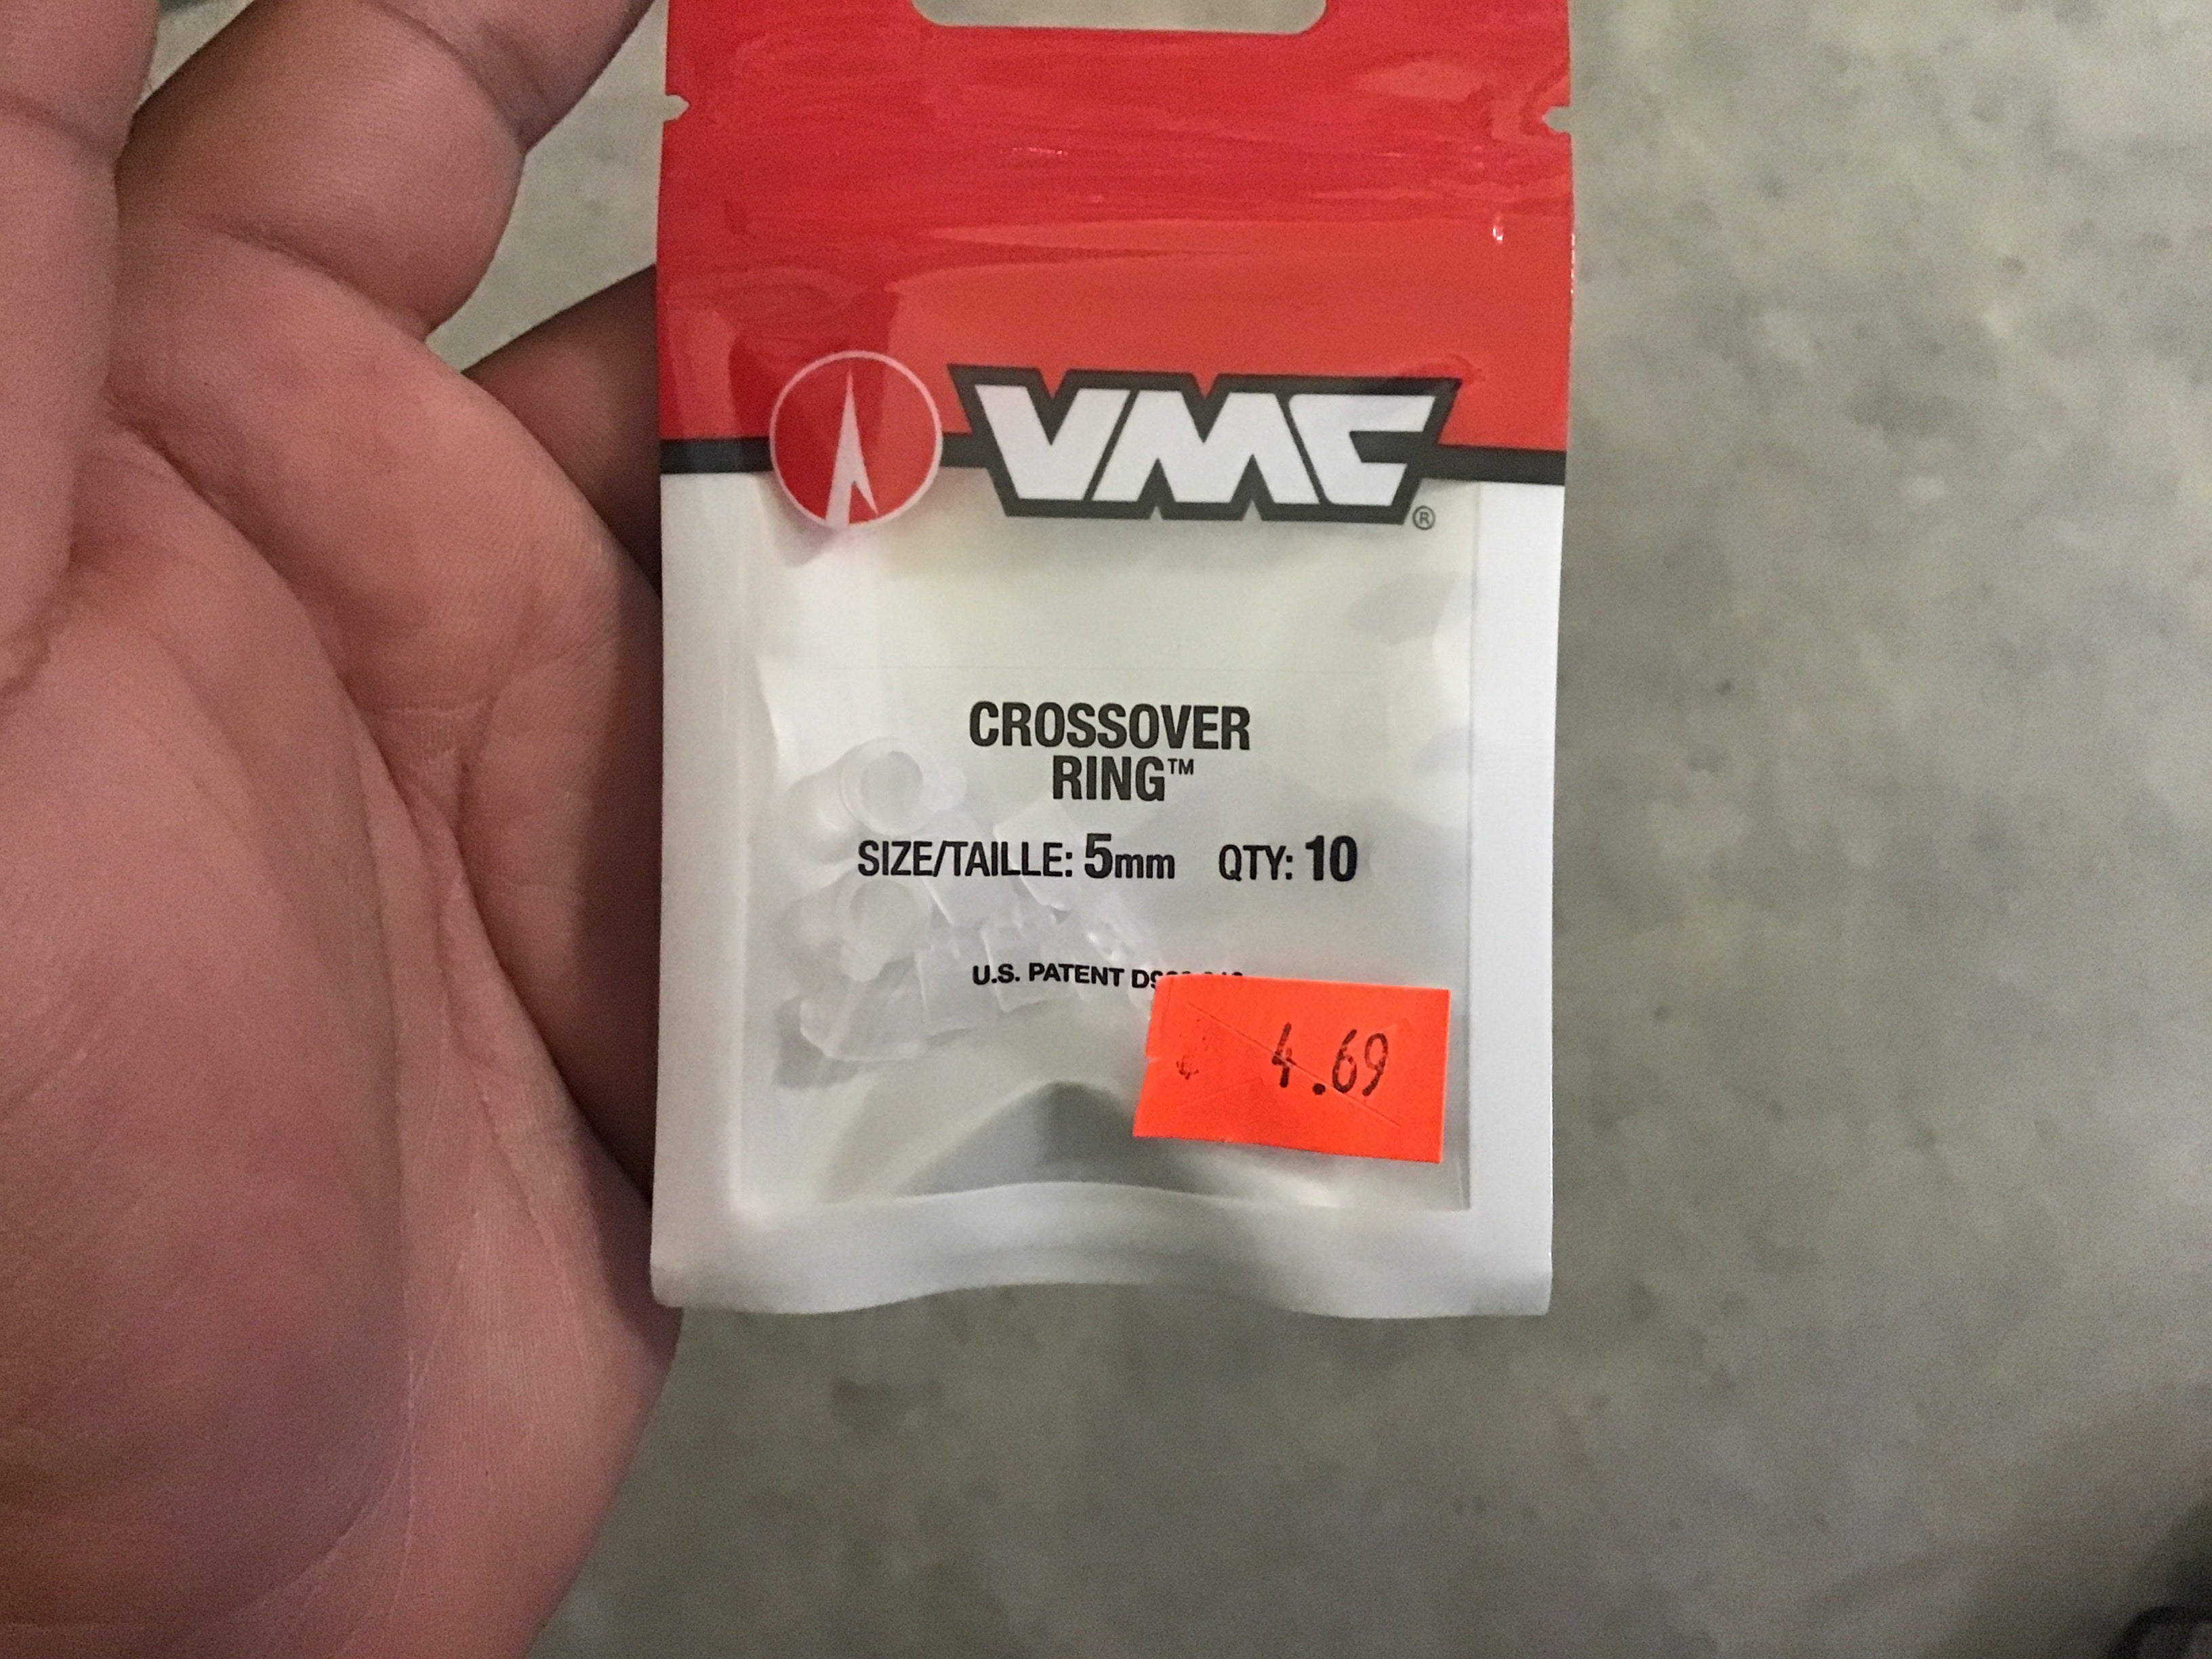 VMC®
CROSSOVER
RING™
SIZE/TAILLE: 5mm QTY: 10
U.S. PATENT
4.69